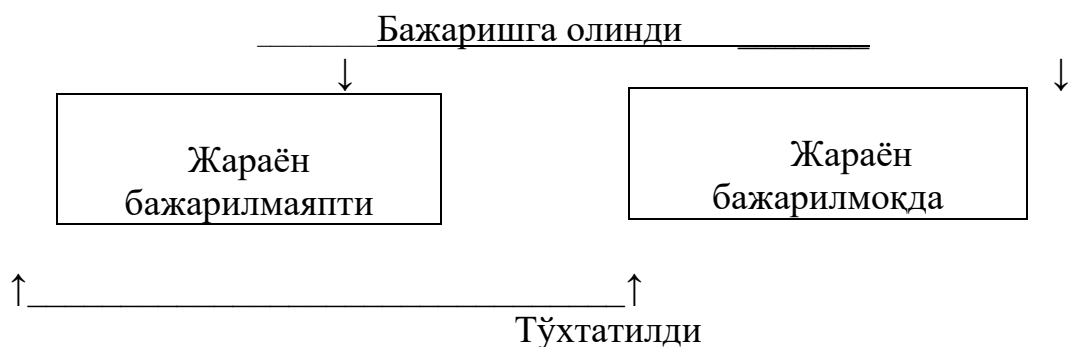 Бажаришга олинди
Жараён
бажарилмаяпти
Жараён
бажарилмоқда
Тўхтатилди